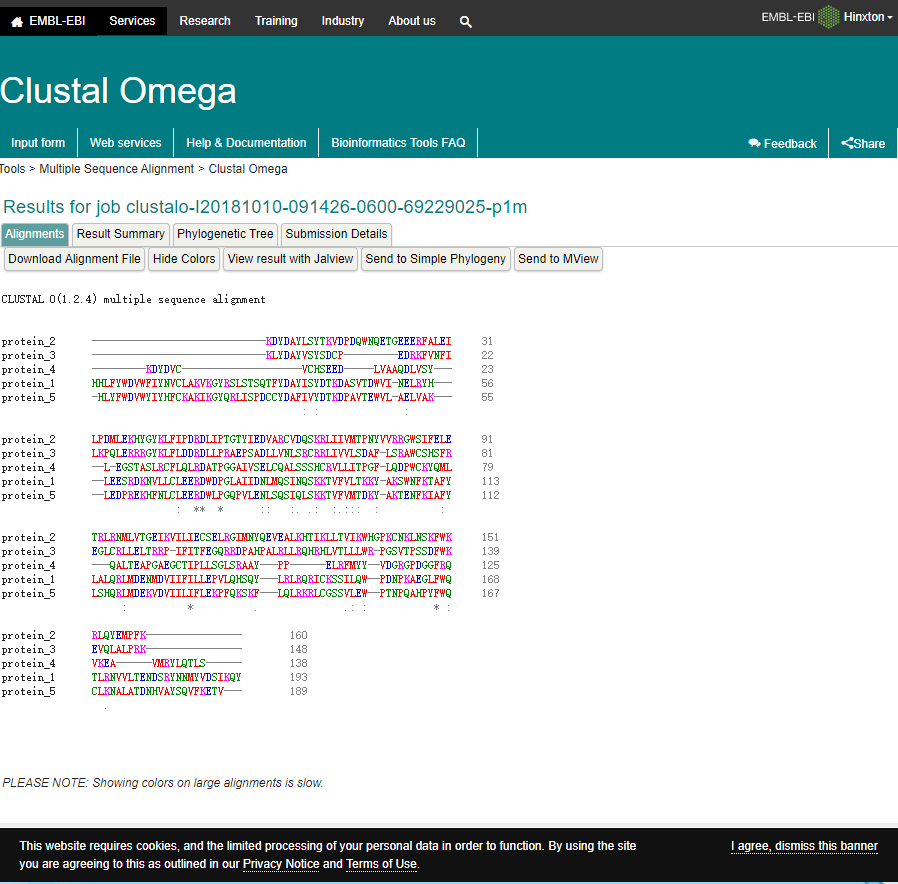 EMBL-EBI Services Research Training Industry About us EMBL-EBI Hinxton
Clustal Omega
Input form Web services Help & Documentation Bioinformatics Tools FAQ Feedback Share
Tools > Multiple Sequence Alignment > Clustal Omega
Results for job clustalo-I20181010-091426-0600-69229025-p1m
Alignments Result Summary Phylogenetic Tree Submission Details
Download Alignment File Hide Colors View result with Jalview Send to Simple Phylogeny Send to MView
CLUSTAL O(1.2.4) multiple sequence alignment
protein_2 -----------------------------KDYDAYLSYTKVDPDQWNQETGEEERFALEI 31
protein_3 -----------------------------KLYDAYVSYSDCP---------EDRKFVNFI 22
protein_4 ---------KDYDVC--------------------VCHSEED-----LVAAQDLVSY--- 23
protein_1 HHLFYWDVWFIYNVCLAKVKGYRSLSTSQTFYDAYISYDTKDASVTDWVI-NELRYH--- 56
protein_5 -HLYFWDVWYIYHFCKAKIKGYQRLISPDCCYDAFIVYDTKDPAVTEWVL-AELVAK--- 55
: : :
protein_2 LPDMLEKHYGYKLFIPDRDLIPTGTYIEDVARCVDQSKRLIIVMTPNYVVRRGWSIFELE 91
protein_3 LKPQLERRRGYKLFLDDRDLLPRAEPSADLLVNLSRCRRLIVVLSDAF-LSRAWCSHSFR 81
protein_4 --L-EGSTASLRCFLQLRDATPGGAIVSELCQALSSSHCRVLLITPGF-LQDPWCKYQML 79
protein_1 --LEESRDKNVLLCLEERDWDPGLAIIDNLMQSINQSKKTVFVLTKKY-AKSWNFKTAFY 113
protein_5 --LEDPREKHFNLCLEERDWLPGQPVLENLSQSIQLSKKTVFVMTDKY-AKTENFKIAFY 112
: ** * :: :. .: :.::: : :
protein_2 TRLRNMLVTGEIKVILIECSELRGIMNYQEVEALKHTIKLLTVIKWHGPKCNKLNSKFWK 151
protein_3 EGLCRLLELTRRP-IFITFEGQRRDPAHPALRLLRQHRHLVTLLLWR-PGSVTPSSDFWK 139
protein_4 ---QALTEAPGAEGCTIPLLSGLSRAAY---PP------ELRFMYY--VDGRGPDGGFRQ 125
protein_1 LALQRLMDENMDVIIFILLEPVLQHSQY---LRLRQRICKSSILQW--PDNPKAEGLFWQ 168
protein_5 LSHQRLMDEKVDVIILIFLEKPFQKSKF---LQLRKRLCGSSVLEW--PTNPQAHPYFWQ 167
: * . .: : * :
protein_2 RLQYEMPFK---------------- 160
protein_3 EVQLALPRK---------------- 148
protein_4 VKEA------VMRYLQTLS------ 138
protein_1 TLRNVVLTENDSRYNNMYVDSIKQY 193
protein_5 CLKNALATDNHVAYSQVFKETV--- 189
.
PLEASE NOTE: Showing colors on large alignments is slow.
This website requires cookies, and the limited processing of your personal data in order to function. By using the site I agree, dismiss this banner
you are agreeing to this as outlined in our Privacy Notice and Terms of Use.